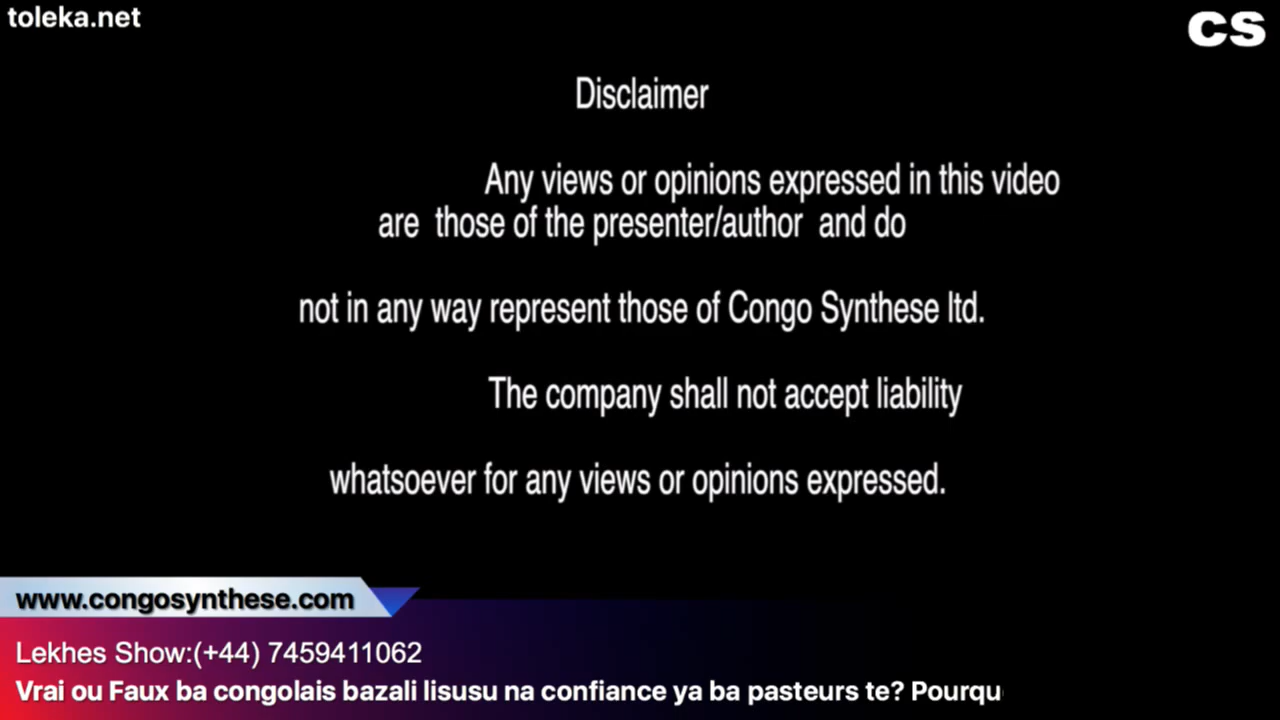 toleka.net
CS
Disclaimer
Any views or opinions expressed in this video
are those of the presenter/author and do
not in any way represent those of Congo Synthese ltd.
The company shall not accept liability
whatsoever for any views or opinions expressed.
www.congosynthese.com
Lekhes Show:(+44) 7459411062
Vrai ou Faux ba congolais bazali lisusu na confiance ya ba pasteurs te? Pourqu